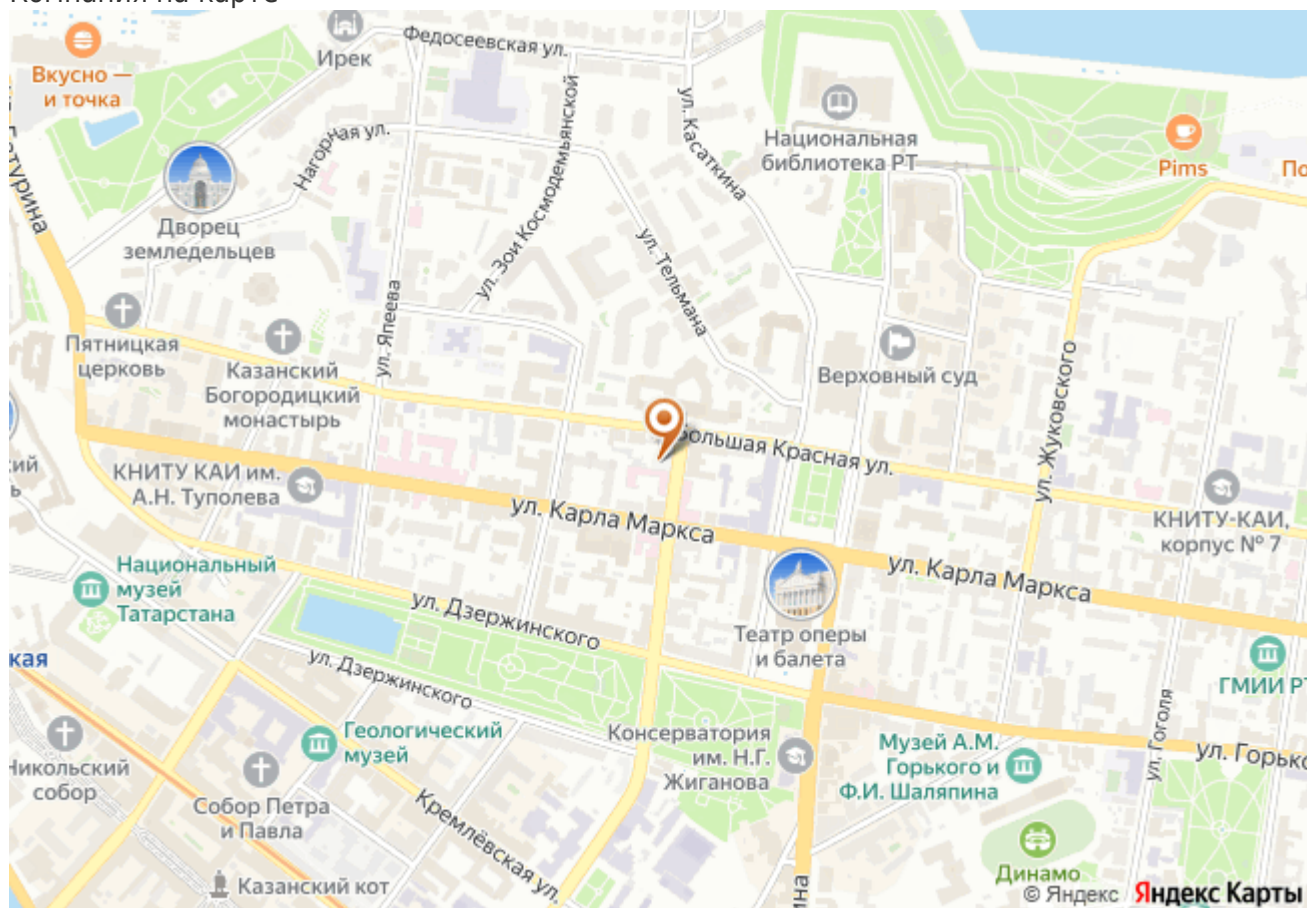 Компания на карте
Вкусно —
и точка
Ирек
Федосеевская ул.
Нагорная ул.
ул. Зои Космодемьянской
ул. Касаткина
Национальная
библиотека РТ
Pims
Дворец
земледельцев
ул. Тельмана
ул. Япеева
Пятницкая
церковь
Казанский
Богородицкий
монастырь
Верховный суд
ул. Жуковского
Большая Красная ул.
КНИТУ КАИ им.
А.Н. Туполева
ул. Карла Маркса
КНИТУ-КАИ,
корпус № 7
ул. Карла Маркса
Национальный
музей
Татарстана
ул. Дзержинского
Театр оперы
и балета
ул. Дзержинского
ГМИИ РТ
Геологический
музей
Консерватория
им. Н.Г.
Жиганова
Музей А.М.
Горького и
Ф.И. Шаляпина
ул. Гоголя
ул. Горько
Никольский
собор
Собор Петра
и Павла
Кремлёвская ул.
Казанский кот
Динамо
© Яндекс Яндекс Карты